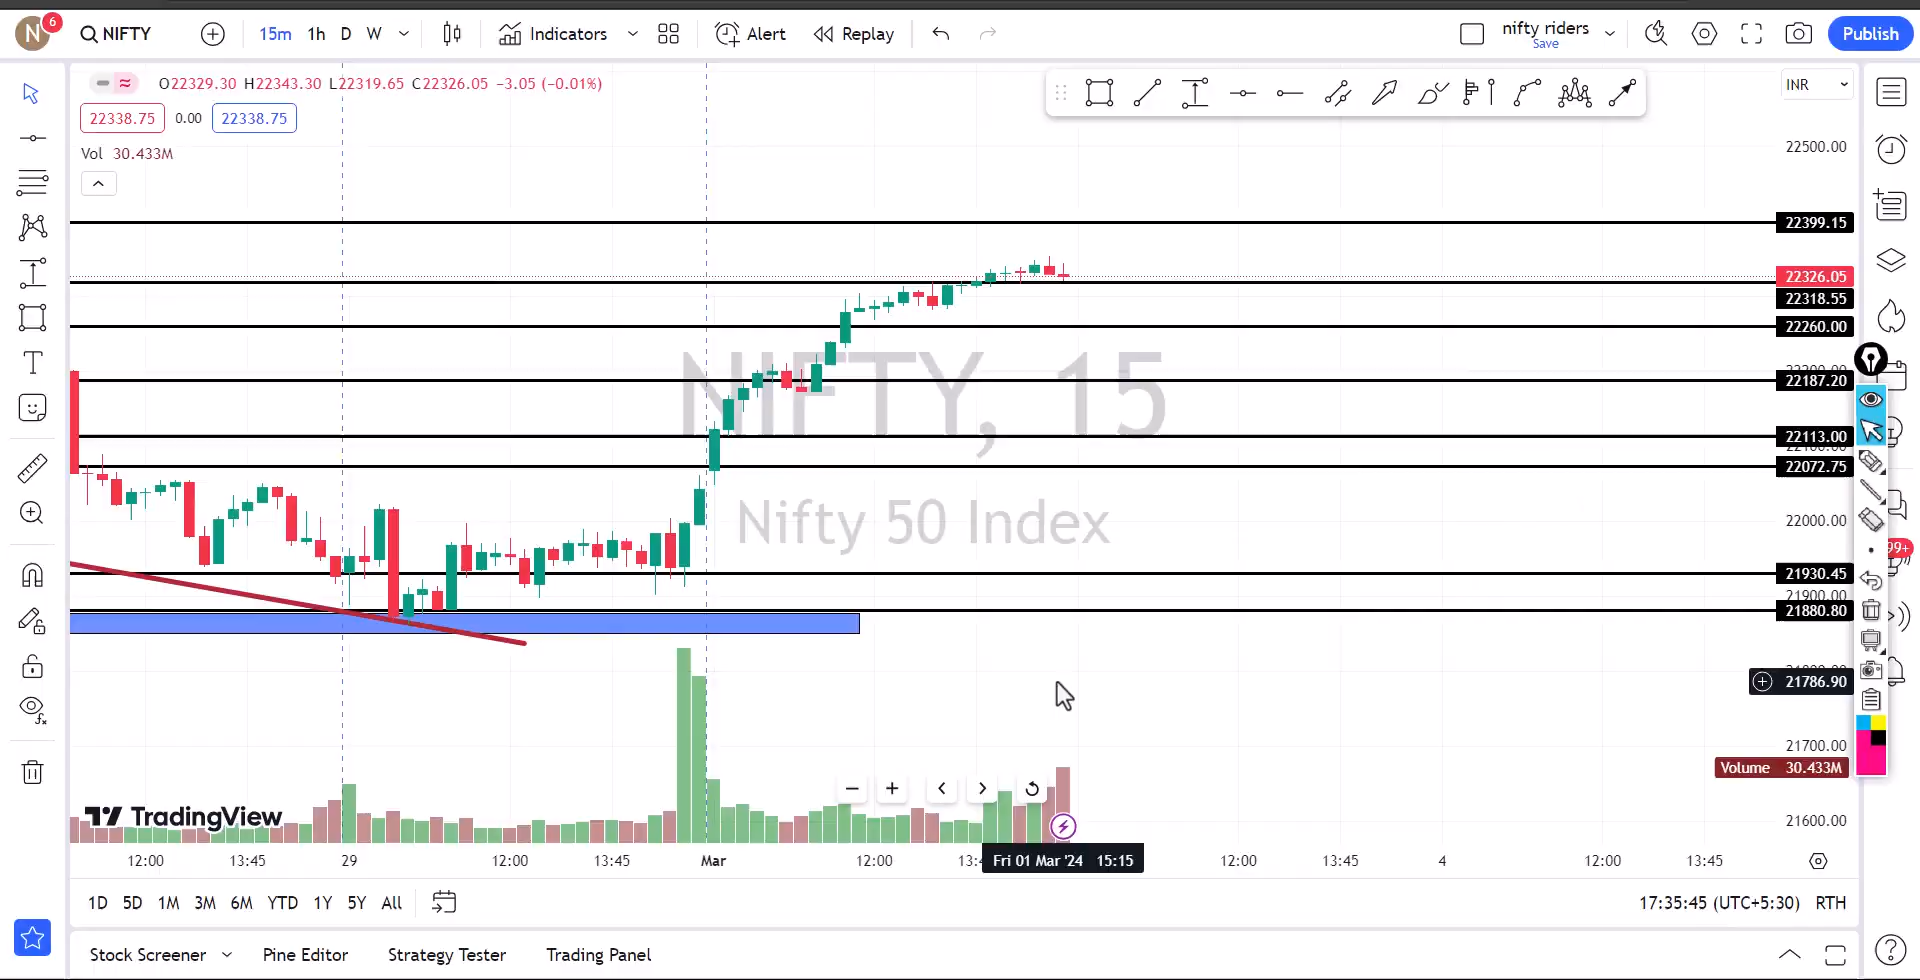 N 6 NIFTY 15m 1h D W Indicators Alert Replay nifty riders Save Publish
O22329.30 H22343.30 L22319.65 C22326.05 −3.05 (−0.01%)
INR
22338.75 0.00 22338.75
Vol 30.433M
22500.00
22399.15
22326.05
22318.55
22260.00
22187.20
NIFTY, 15
22113.00
22072.75
Nifty 50 Index
22000.00
99+
21930.45
21900.00
21880.80
21786.90
21700.00
Volume 30.433M
TradingView
21600.00
12:00 13:45 29 12:00 13:45 Mar 12:00 Fri 01 Mar '24 15:15 12:00 13:45 4 12:00 13:45
1D 5D 1M 3M 6M YTD 1Y 5Y All 17:35:45 (UTC+5:30) RTH
Stock Screener Pine Editor Strategy Tester Trading Panel